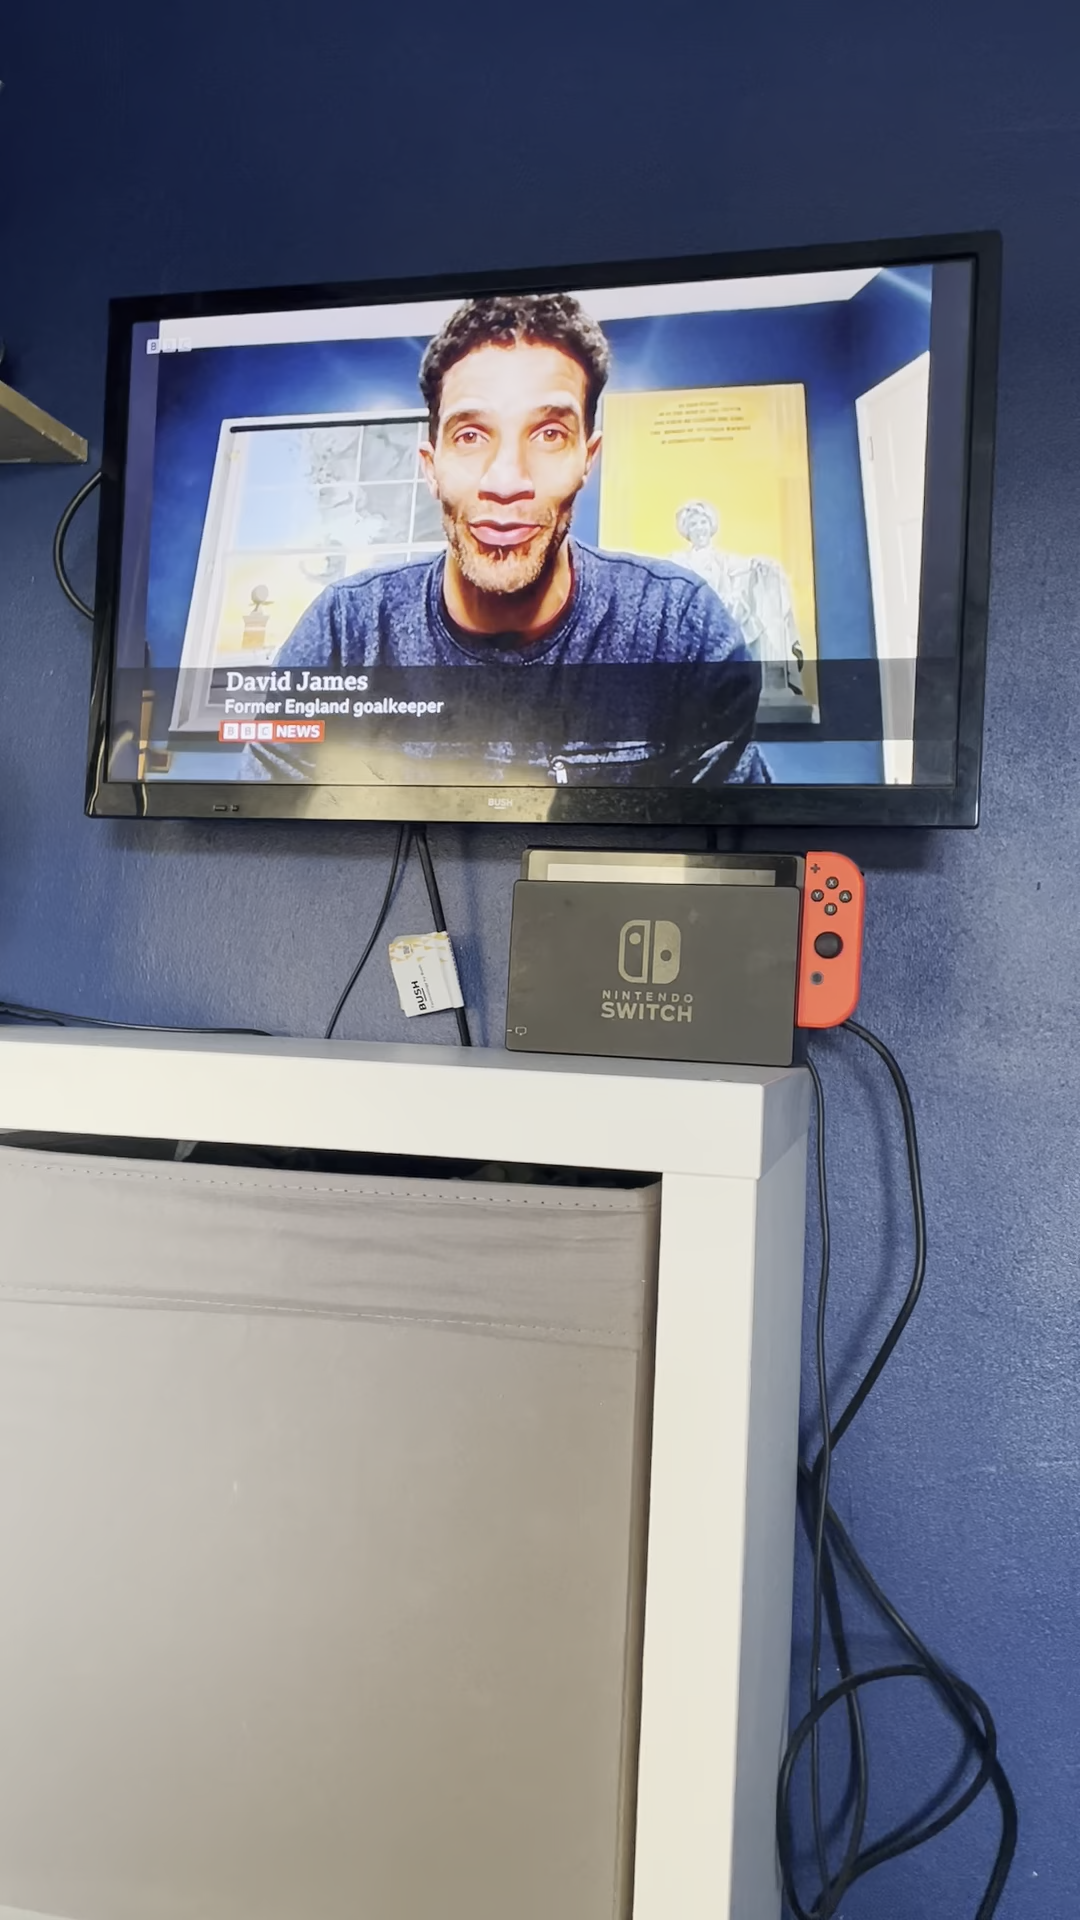 BBC
David James
Former England goalkeeper
BBC NEWS
BUSH
BUSH
X
Y
A
B
NINTENDO
SWITCH